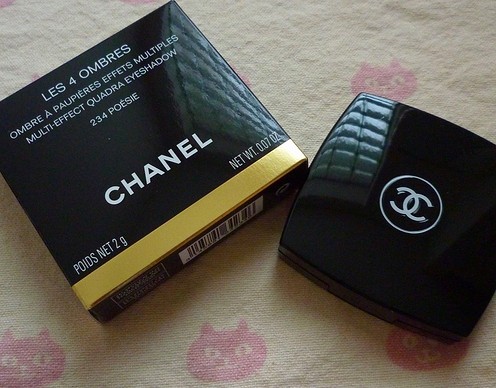 LES 4 OMBRES
OMBRE À PAUPIÈRES EFFETS MULTIPLES
MULTI-EFFECT QUADRA EYESHADOW
234 POÉSIE
CHANEL
POIDS NET 2 g
NET WT. 0.07 OZ.